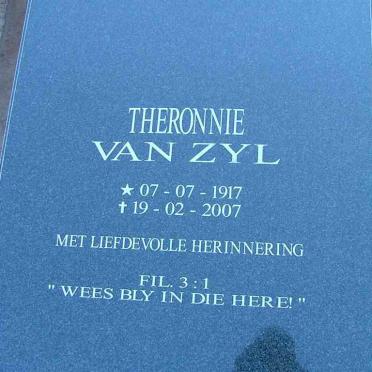 THERONNIE
VAN ZYL
★ 07 - 07 - 1917
✝ 19 - 02 - 2007
MET LIEFDEVOLLE HERINNERING
FIL. 3 : 1
" WEES BLY IN DIE HERE! "